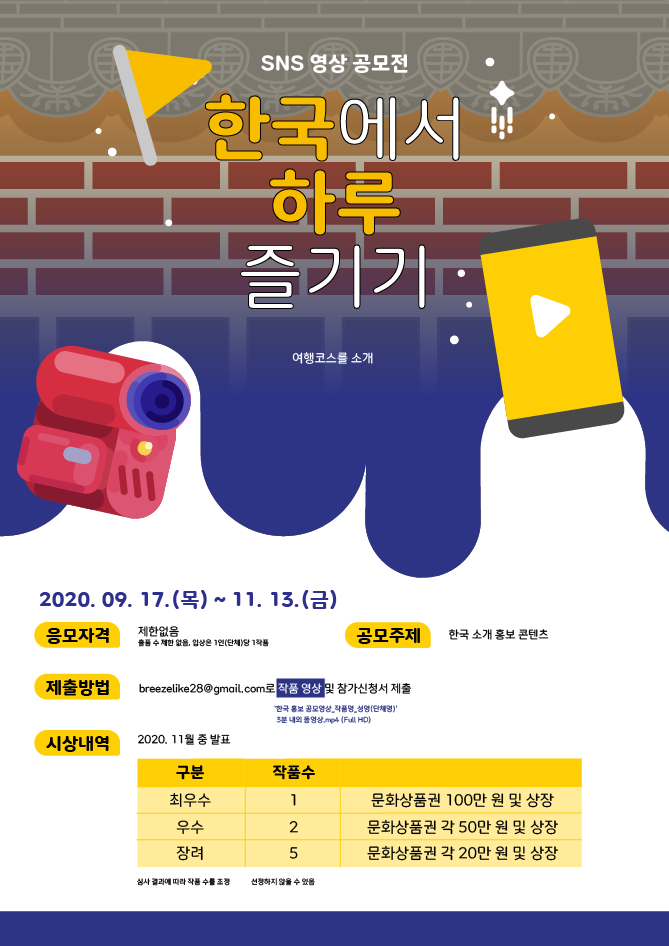 SNS 영상 공모전
한국에서
하루
즐기기
여행코스를 소개
2020. 09. 17.(목) ~ 11. 13.(금)
응모자격
제한없음
출품 수 제한 없음, 입상은 1인(단체)당 1작품
공모주제
한국 소개 홍보 콘텐츠
제출방법
breezelike28@gmail.com로 작품 영상 및 참가신청서 제출
'한국 홍보 공모영상_작품명_성명(단체명)'
3분 내외 동영상.mp4 (Full HD)
시상내역
2020. 11월 중 발표
구분 작품수
최우수 1 문화상품권 100만 원 및 상장
우수 2 문화상품권 각 50만 원 및 상장
장려 5 문화상품권 각 20만 원 및 상장
심사 결과에 따라 작품 수를 조정 선정하지 않을 수 있음